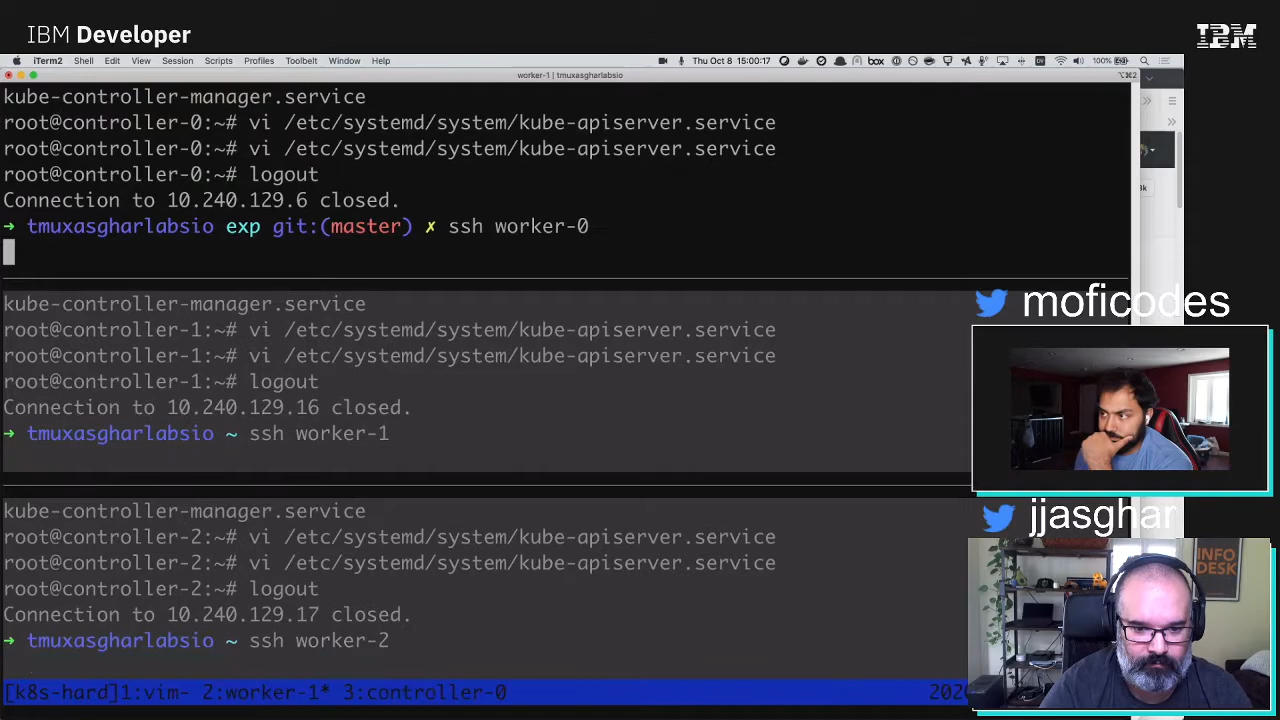 IBM Developer
IBM
iTerm2 Shell Edit View Session Scripts Profiles Toolbelt Window Help
box
Thu Oct 8 15:00:17
100%
worker-1 | tmuxasgharlabsio
⌥⌘2
kube-controller-manager.service
root@controller-0:~# vi /etc/systemd/system/kube-apiserver.service
root@controller-0:~# vi /etc/systemd/system/kube-apiserver.service
root@controller-0:~# logout
Connection to 10.240.129.6 closed.
➜ tmuxasgharlabsio exp git:(master) ✗ ssh worker-0
kube-controller-manager.service
root@controller-1:~# vi /etc/systemd/system/kube-apiserver.service
root@controller-1:~# vi /etc/systemd/system/kube-apiserver.service
root@controller-1:~# logout
Connection to 10.240.129.16 closed.
➜ tmuxasgharlabsio ~ ssh worker-1
kube-controller-manager.service
root@controller-2:~# vi /etc/systemd/system/kube-apiserver.service
root@controller-2:~# vi /etc/systemd/system/kube-apiserver.service
root@controller-2:~# logout
Connection to 10.240.129.17 closed.
➜ tmuxasgharlabsio ~ ssh worker-2
[k8s-hard]1:vim- 2:worker-1* 3:controller-0
moficodes
jjasghar
INFO
DESK